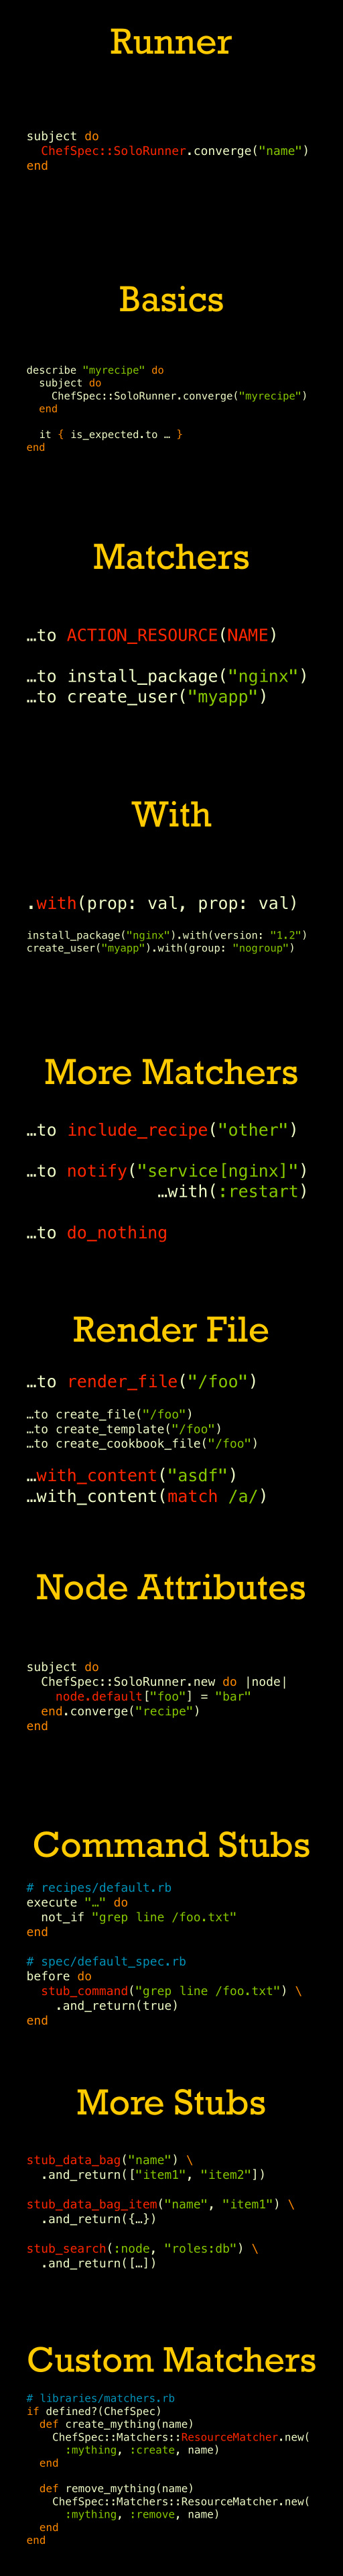 Runner
subject do
  ChefSpec::SoloRunner.converge("name")
end
Basics
describe "myrecipe" do
  subject do
    ChefSpec::SoloRunner.converge("myrecipe")
  end
  it { is_expected.to … }
end
Matchers
…to ACTION_RESOURCE(NAME)
…to install_package("nginx")
…to create_user("myapp")
With
.with(prop: val, prop: val)
install_package("nginx").with(version: "1.2")
create_user("myapp").with(group: "nogroup")
More Matchers
…to include_recipe("other")
…to notify("service[nginx]")
…with(:restart)
…to do_nothing
Render File
…to render_file("/foo")
…to create_file("/foo")
…to create_template("/foo")
…to create_cookbook_file("/foo")
…with_content("asdf")
…with_content(match /a/)
Node Attributes
subject do
  ChefSpec::SoloRunner.new do |node|
    node.default["foo"] = "bar"
  end.converge("recipe")
end
Command Stubs
# recipes/default.rb
execute "…" do
  not_if "grep line /foo.txt"
end
# spec/default_spec.rb
before do
  stub_command("grep line /foo.txt") \
    .and_return(true)
end
More Stubs
stub_data_bag("name") \
  .and_return(["item1", "item2"])
stub_data_bag_item("name", "item1") \
  .and_return({…})
stub_search(:node, "roles:db") \
  .and_return([…])
Custom Matchers
# libraries/matchers.rb
if defined?(ChefSpec)
  def create_mything(name)
    ChefSpec::Matchers::ResourceMatcher.new(
      :mything, :create, name)
  end
  def remove_mything(name)
    ChefSpec::Matchers::ResourceMatcher.new(
      :mything, :remove, name)
  end
end